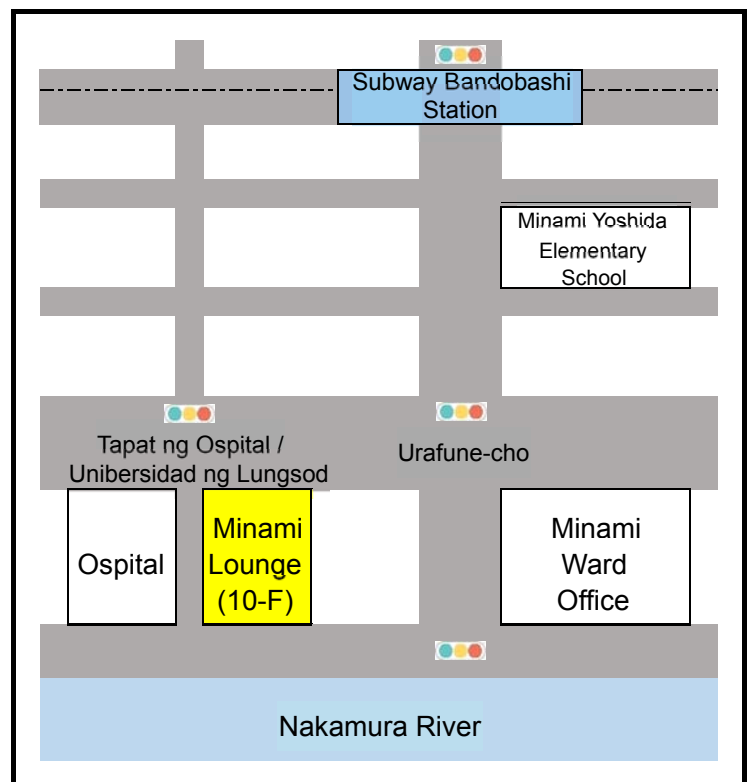 Subway Bandobashi
Station
Minami Yoshida
Elementary
School
Tapat ng Ospital /
Unibersidad ng Lungsod
Urafune-cho
Ospital
Minami
Lounge
(10-F)
Minami
Ward
Office
Nakamura River